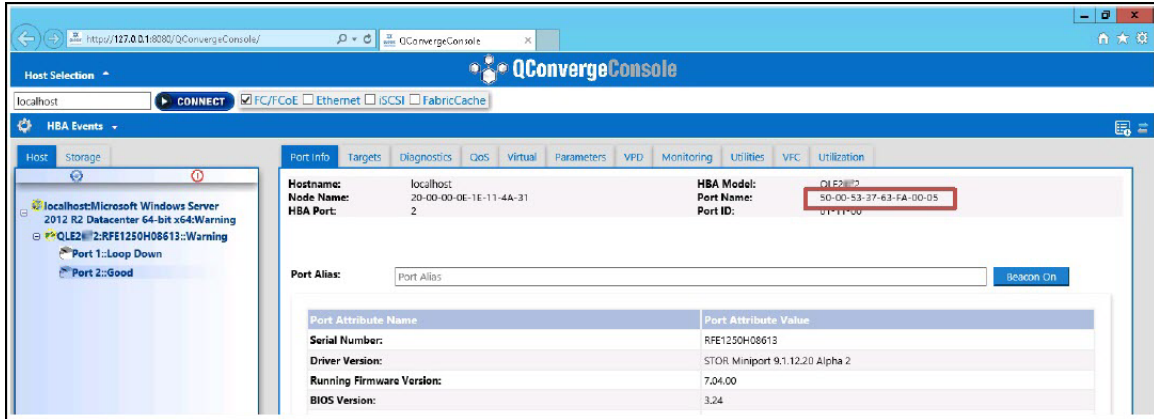 http://127.0.0.1:8080/QConvergeConsole/
QConvergeConsole
Host Selection
QConvergeConsole
localhost
CONNECT
FC/FCoE Ethernet iSCSI FabricCache
HBA Events
Host Storage
Port Info Targets Diagnostics QoS Virtual Parameters VPD Monitoring Utilities VFC Utilization
localhost:Microsoft Windows Server
2012 R2 Datacenter 64-bit x64:Warning
2:RFE1250H08613::Warning
Port 1::Loop Down
Port 2::Good
Hostname: localhost HBA Model:
Node Name: 20-00-00-0E-1E-11-4A-31 Port Name: 50-00-53-37-63-FA-00-05
HBA Port: 2 Port ID: 01-11-00
Port Alias: Port Alias Beacon On
Port Attribute Name Port Attribute Value
Serial Number: RFE1250H08613
Driver Version: STOR Miniport 9.1.12.20 Alpha 2
Running Firmware Version: 7.04.00
BIOS Version: 3.24